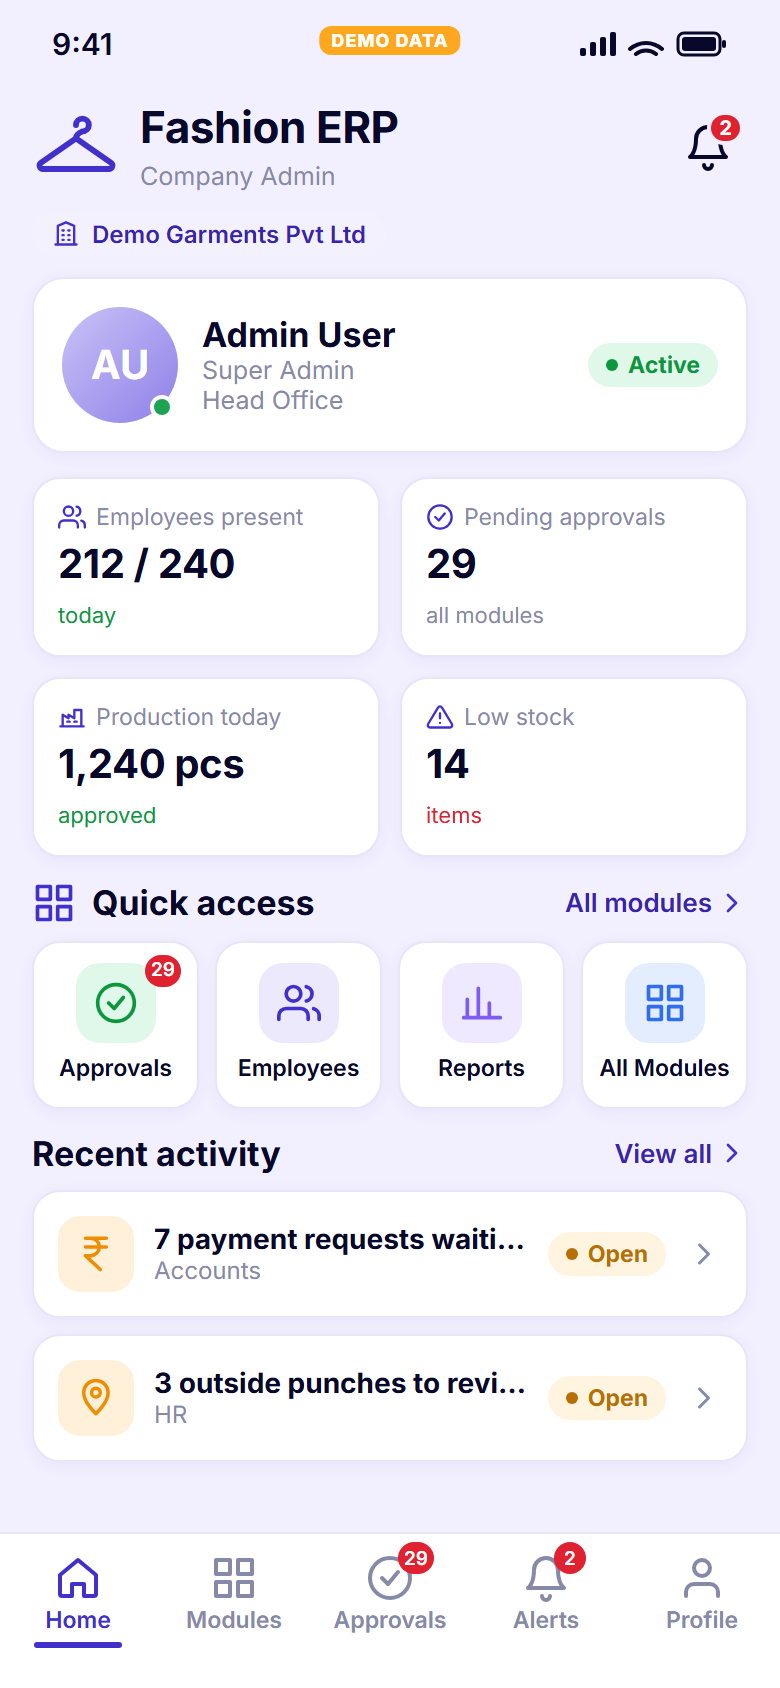 9:41
DEMO DATA
Fashion ERP
2
Company Admin
Demo Garments Pvt Ltd
AU
Admin User
Super Admin
Head Office
Active
Employees present
212 / 240
today
Pending approvals
29
all modules
Production today
1,240 pcs
approved
Low stock
14
items
Quick access
All modules
29
Approvals
Employees
Reports
All Modules
Recent activity
View all
₹
7 payment requests waiti...
Accounts
Open
3 outside punches to revi...
HR
Open
Home
Modules
29
Approvals
2
Alerts
Profile